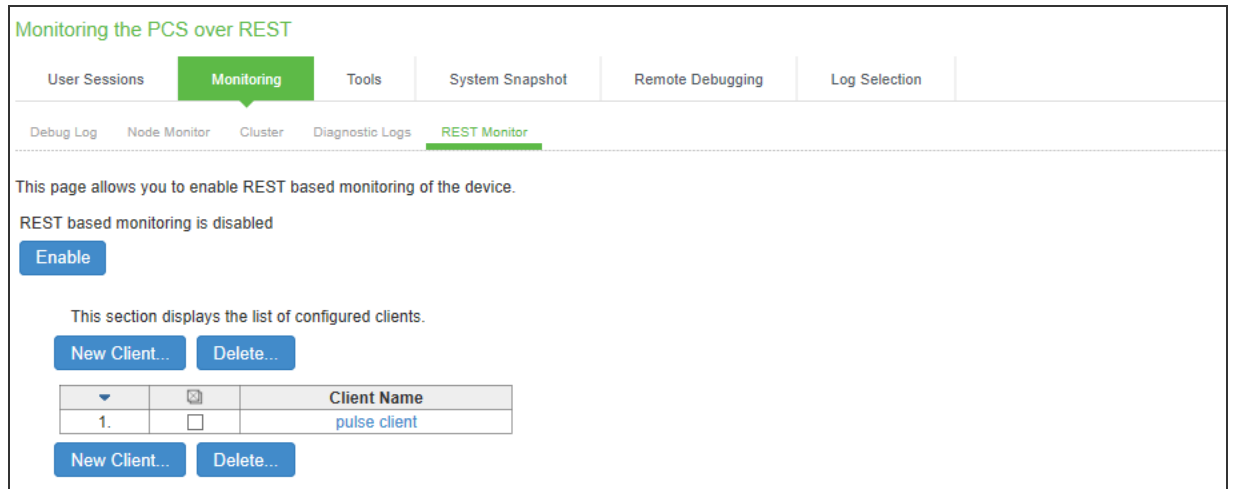 Monitoring the PCS over REST
User Sessions Monitoring Tools System Snapshot Remote Debugging Log Selection
Debug Log Node Monitor Cluster Diagnostic Logs REST Monitor
This page allows you to enable REST based monitoring of the device.
REST based monitoring is disabled
Enable
This section displays the list of configured clients.
New Client... Delete...
Client Name
1. pulse client
New Client... Delete...